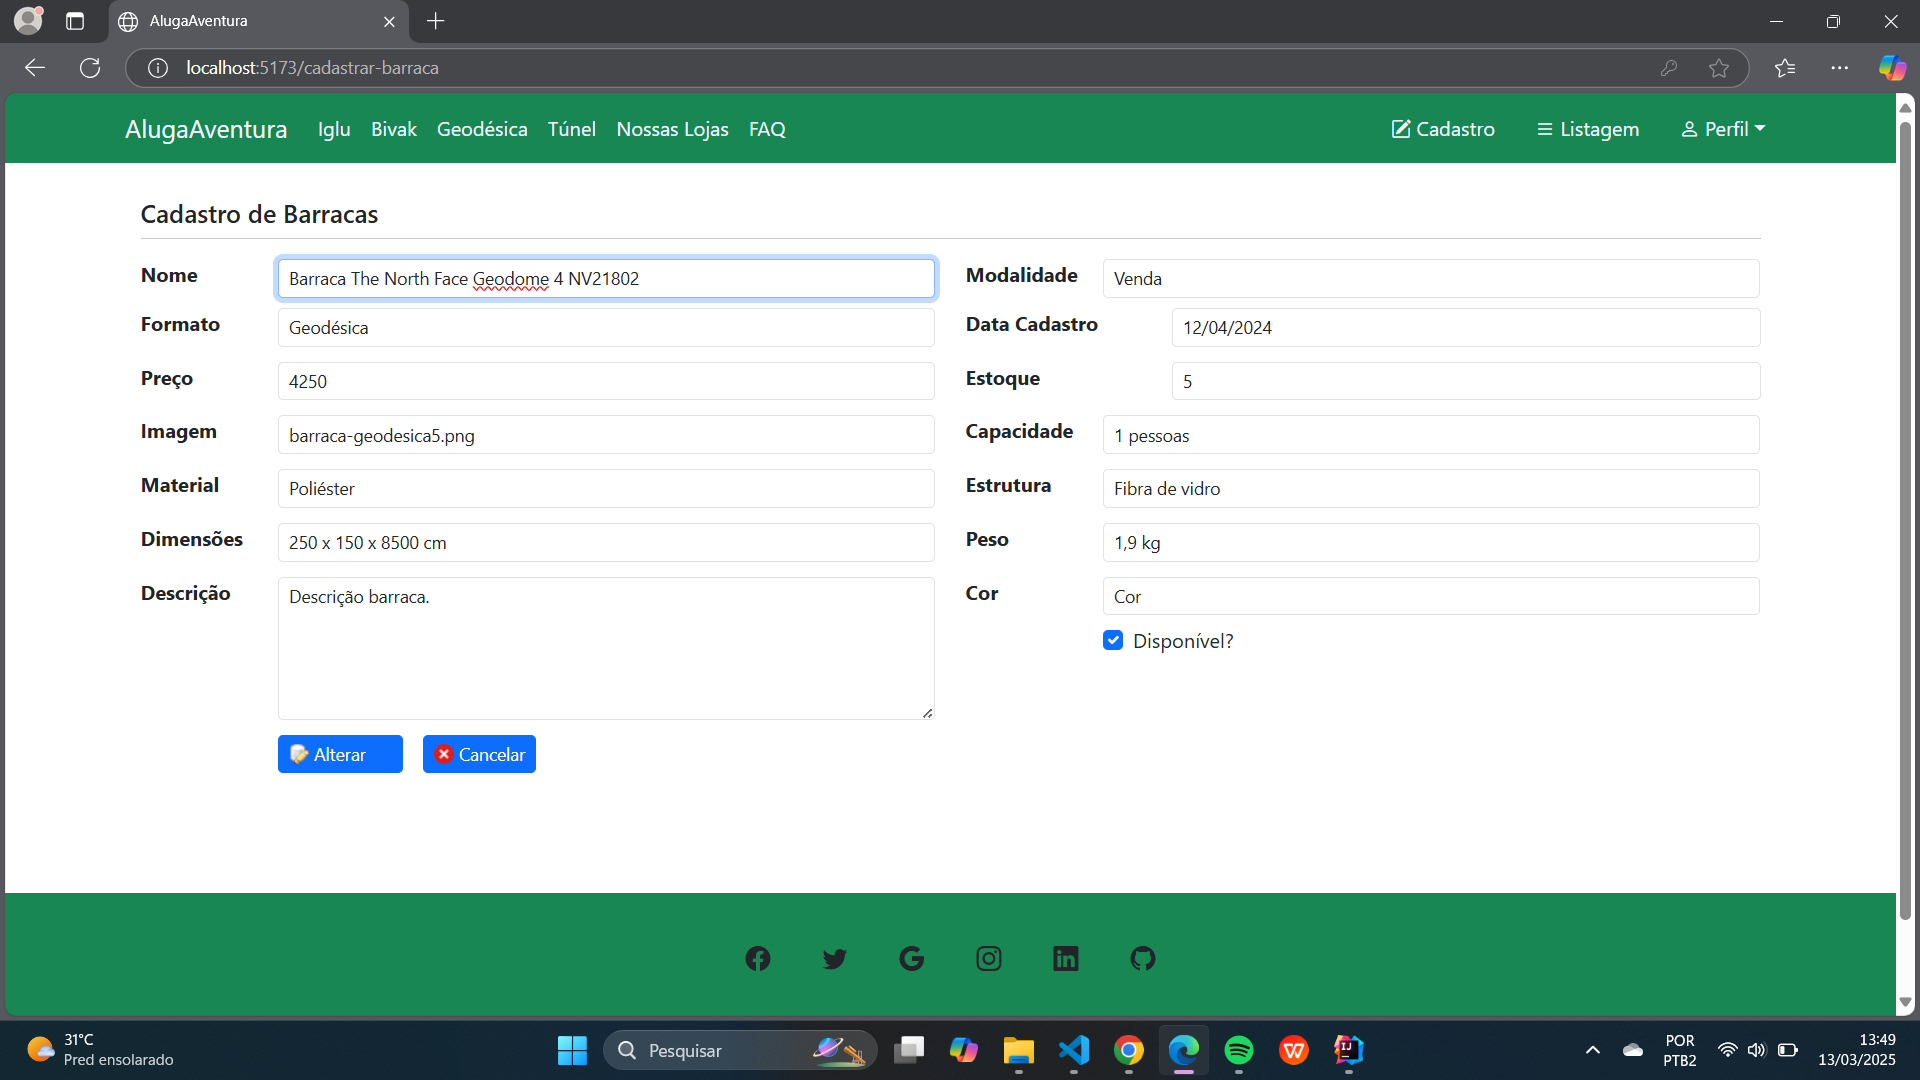 AlugaAventura
localhost:5173/cadastrar-barraca
AlugaAventura Iglu Bivak Geodésica Túnel Nossas Lojas FAQ Cadastro Listagem Perfil
Cadastro de Barracas
Nome Barraca The North Face Geodome 4 NV21802 Modalidade Venda
Formato Geodésica Data Cadastro 12/04/2024
Preço 4250 Estoque 5
Imagem barraca-geodesica5.png Capacidade 1 pessoas
Material Poliéster Estrutura Fibra de vidro
Dimensões 250 x 150 x 8500 cm Peso 1,9 kg
Descrição Descrição barraca. Cor Cor
Disponível?
Alterar Cancelar
31°C
Pred ensolarado
Pesquisar
POR
PTB2
13:49
13/03/2025